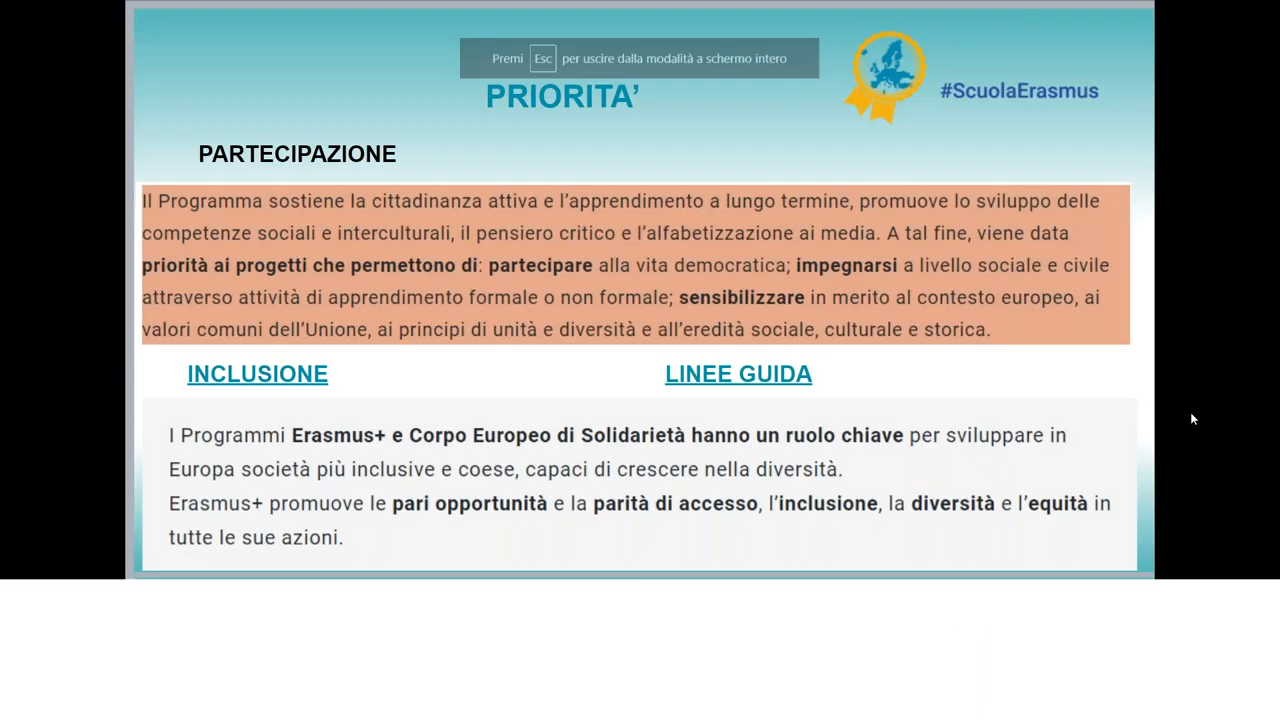 Premi Esc per uscire dalla modalità a schermo intero
PRIORITA’
#ScuolaErasmus
PARTECIPAZIONE
Il Programma sostiene la cittadinanza attiva e l’apprendimento a lungo termine, promuove lo sviluppo delle
competenze sociali e interculturali, il pensiero critico e l’alfabetizzazione ai media. A tal fine, viene data
priorità ai progetti che permettono di: partecipare alla vita democratica; impegnarsi a livello sociale e civile
attraverso attività di apprendimento formale o non formale; sensibilizzare in merito al contesto europeo, ai
valori comuni dell’Unione, ai principi di unità e diversità e all’eredità sociale, culturale e storica.
INCLUSIONE LINEE GUIDA
I Programmi Erasmus+ e Corpo Europeo di Solidarietà hanno un ruolo chiave per sviluppare in
Europa società più inclusive e coese, capaci di crescere nella diversità.
Erasmus+ promuove le pari opportunità e la parità di accesso, l’inclusione, la diversità e l’equità in
tutte le sue azioni.